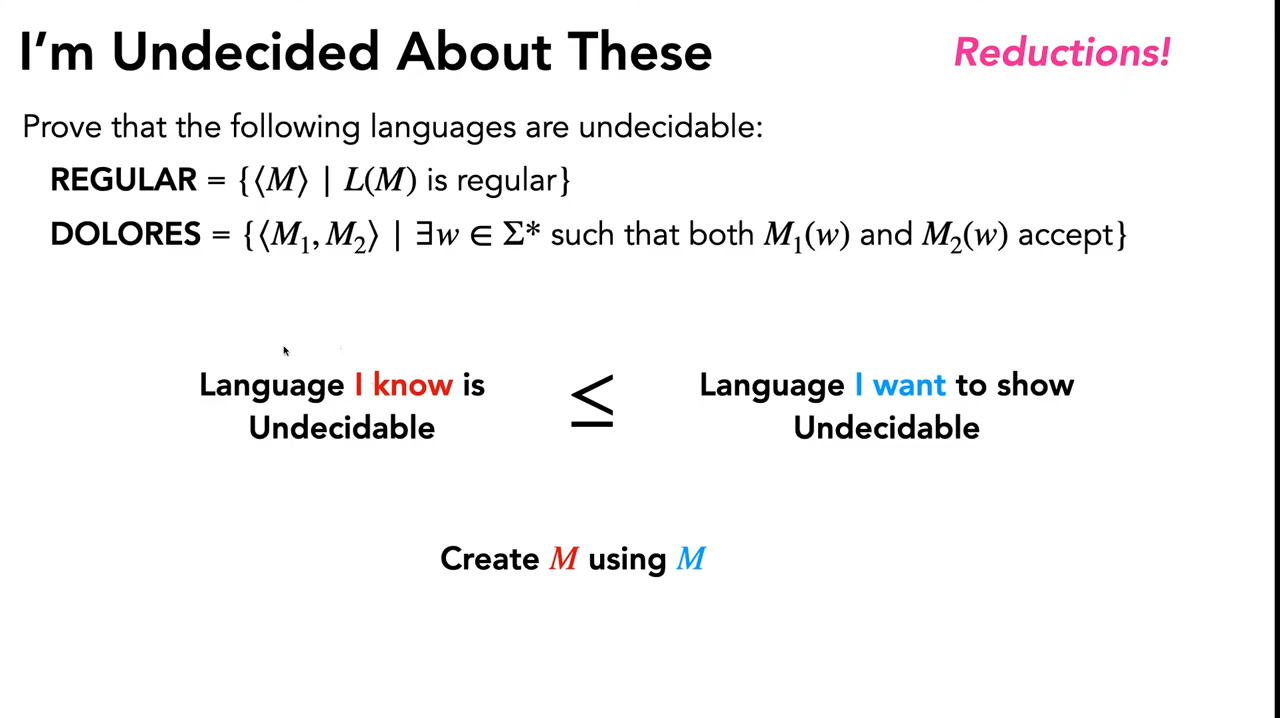 I'm Undecided About These
Reductions!
Prove that the following languages are undecidable:
REGULAR = {⟨M⟩ | L(M) is regular}
DOLORES = {⟨M₁, M₂⟩ | ∃w ∈ Σ* such that both M₁(w) and M₂(w) accept}
Language I know is
Undecidable
≤
Language I want to show
Undecidable
Create M using M